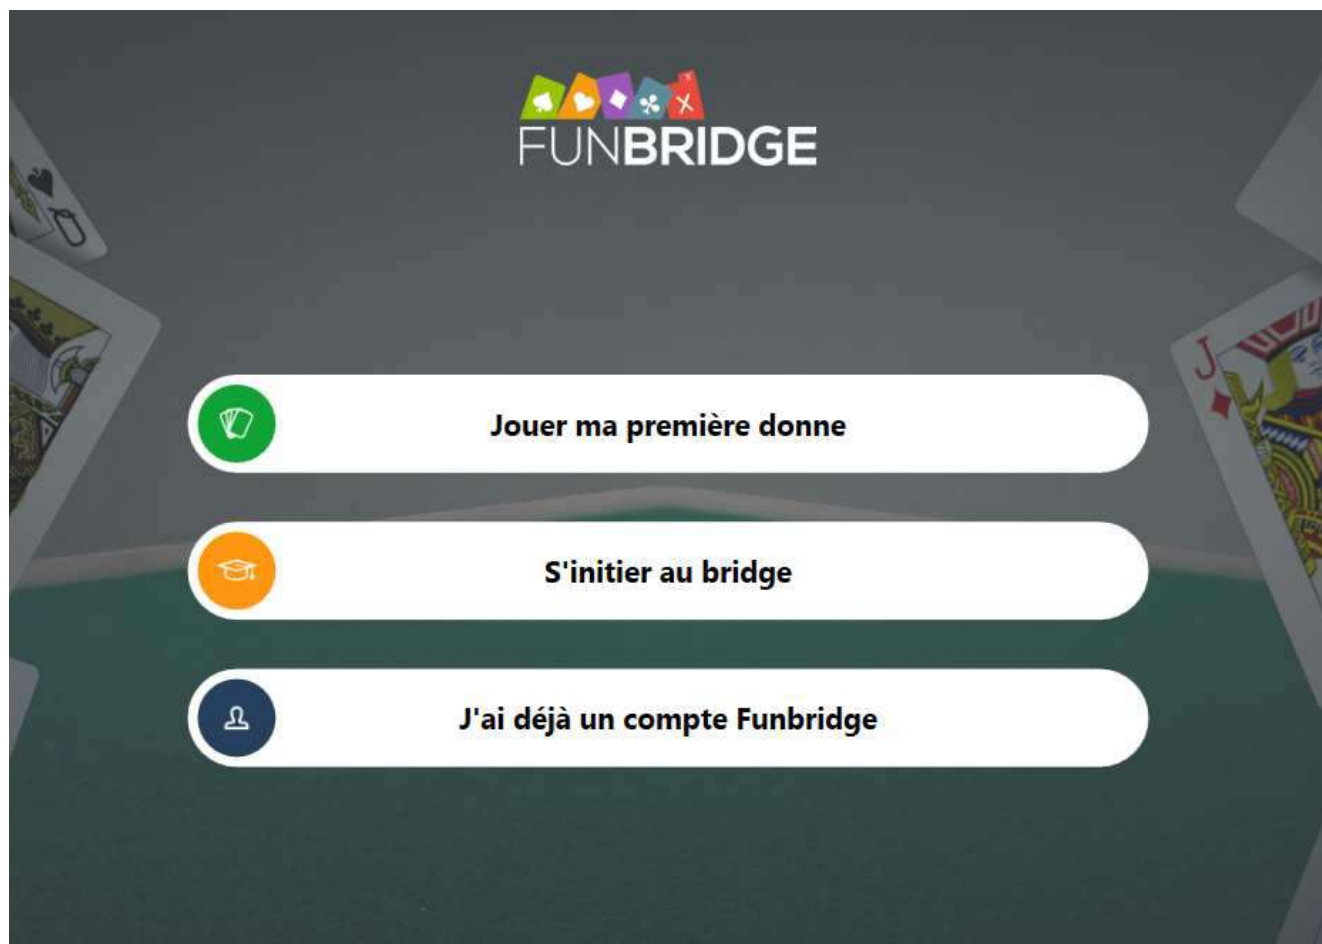 FUNBRIDGE
Q
J
Jouer ma première donne
S'initier au bridge
J'ai déjà un compte Funbridge